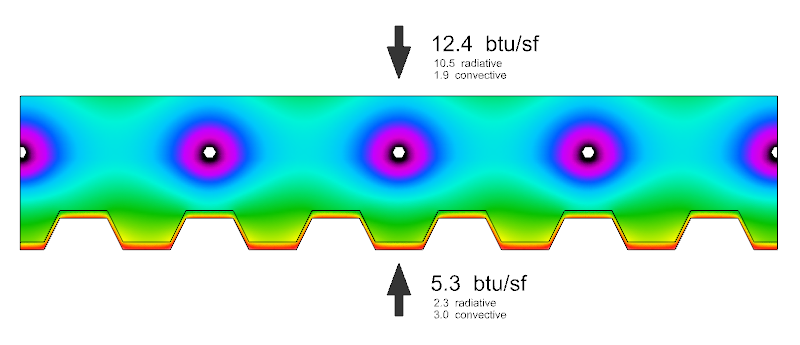 12.4 btu/sf
10.5 radiative
1.9 convective
5.3 btu/sf
2.3 radiative
3.0 convective